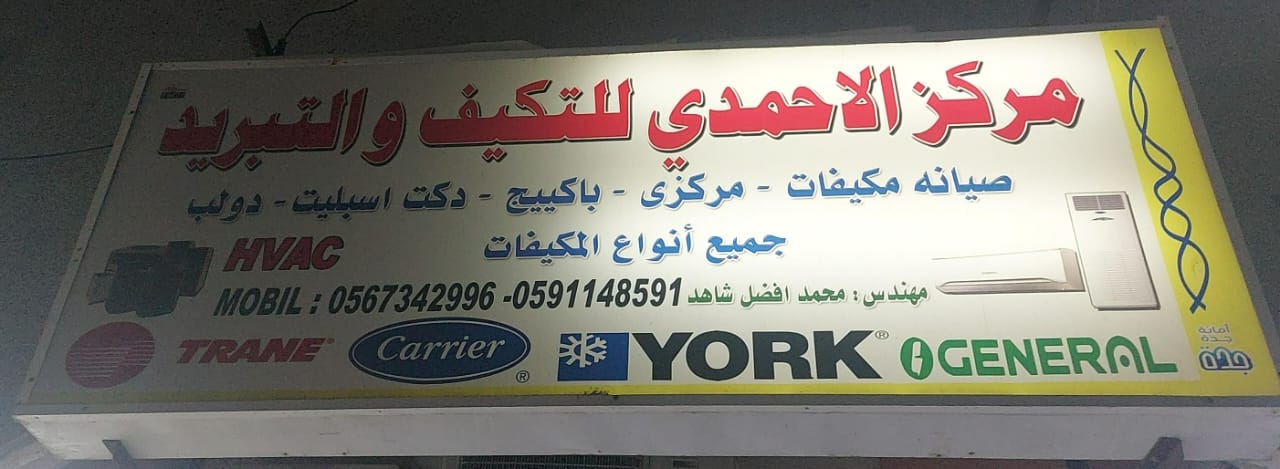 مركز الاحمدي للتكيف والتبريد
صيانه مكيفات - مركزى - باكييج - دكت اسبليت - دولب
جميع أنواع المكيفات
HVAC
مهندس : محمد افضل شاهد
MOBIL : 0567342996 -0591148591
TRANE®
Carrier®
YORK®
GENERAL
أمانة
جدة
جدة